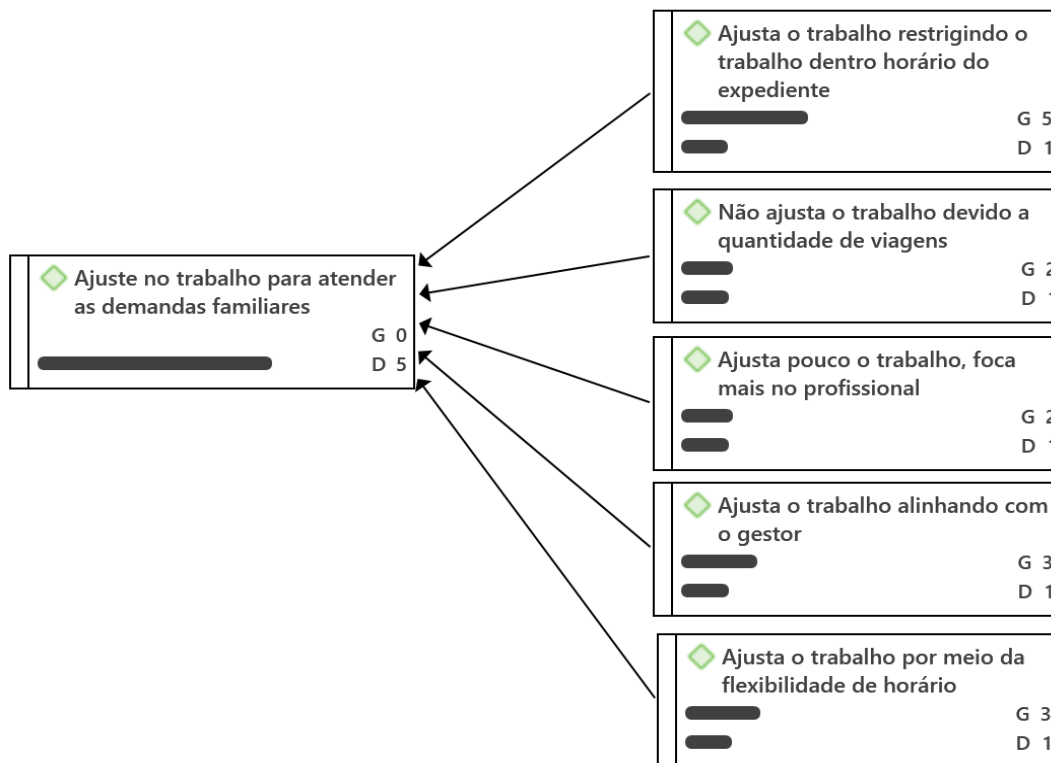 Ajusta o trabalho restrigindo o
trabalho dentro horário do
expediente
G 5
D 1
Não ajusta o trabalho devido a
quantidade de viagens
G 2
D 1
Ajuste no trabalho para atender
as demandas familiares
G 0
D 5
Ajusta pouco o trabalho, foca
mais no profissional
G 2
D 1
Ajusta o trabalho alinhando com
o gestor
G 3
D 1
Ajusta o trabalho por meio da
flexibilidade de horário
G 3
D 1